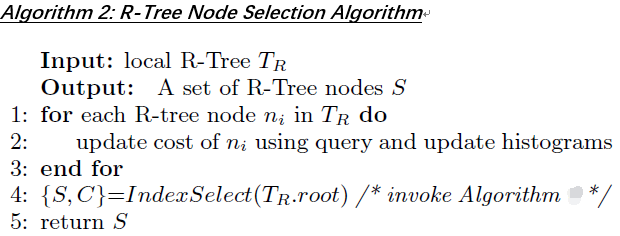 Algorithm 2: R-Tree Node Selection Algorithm
Input: local R-Tree T_R
Output: A set of R-Tree nodes S
1: for each R-tree node n_i in T_R do
2: update cost of n_i using query and update histograms
3: end for
4: {S, C}=IndexSelect(T_R.root) /* invoke Algorithm */
5: return S